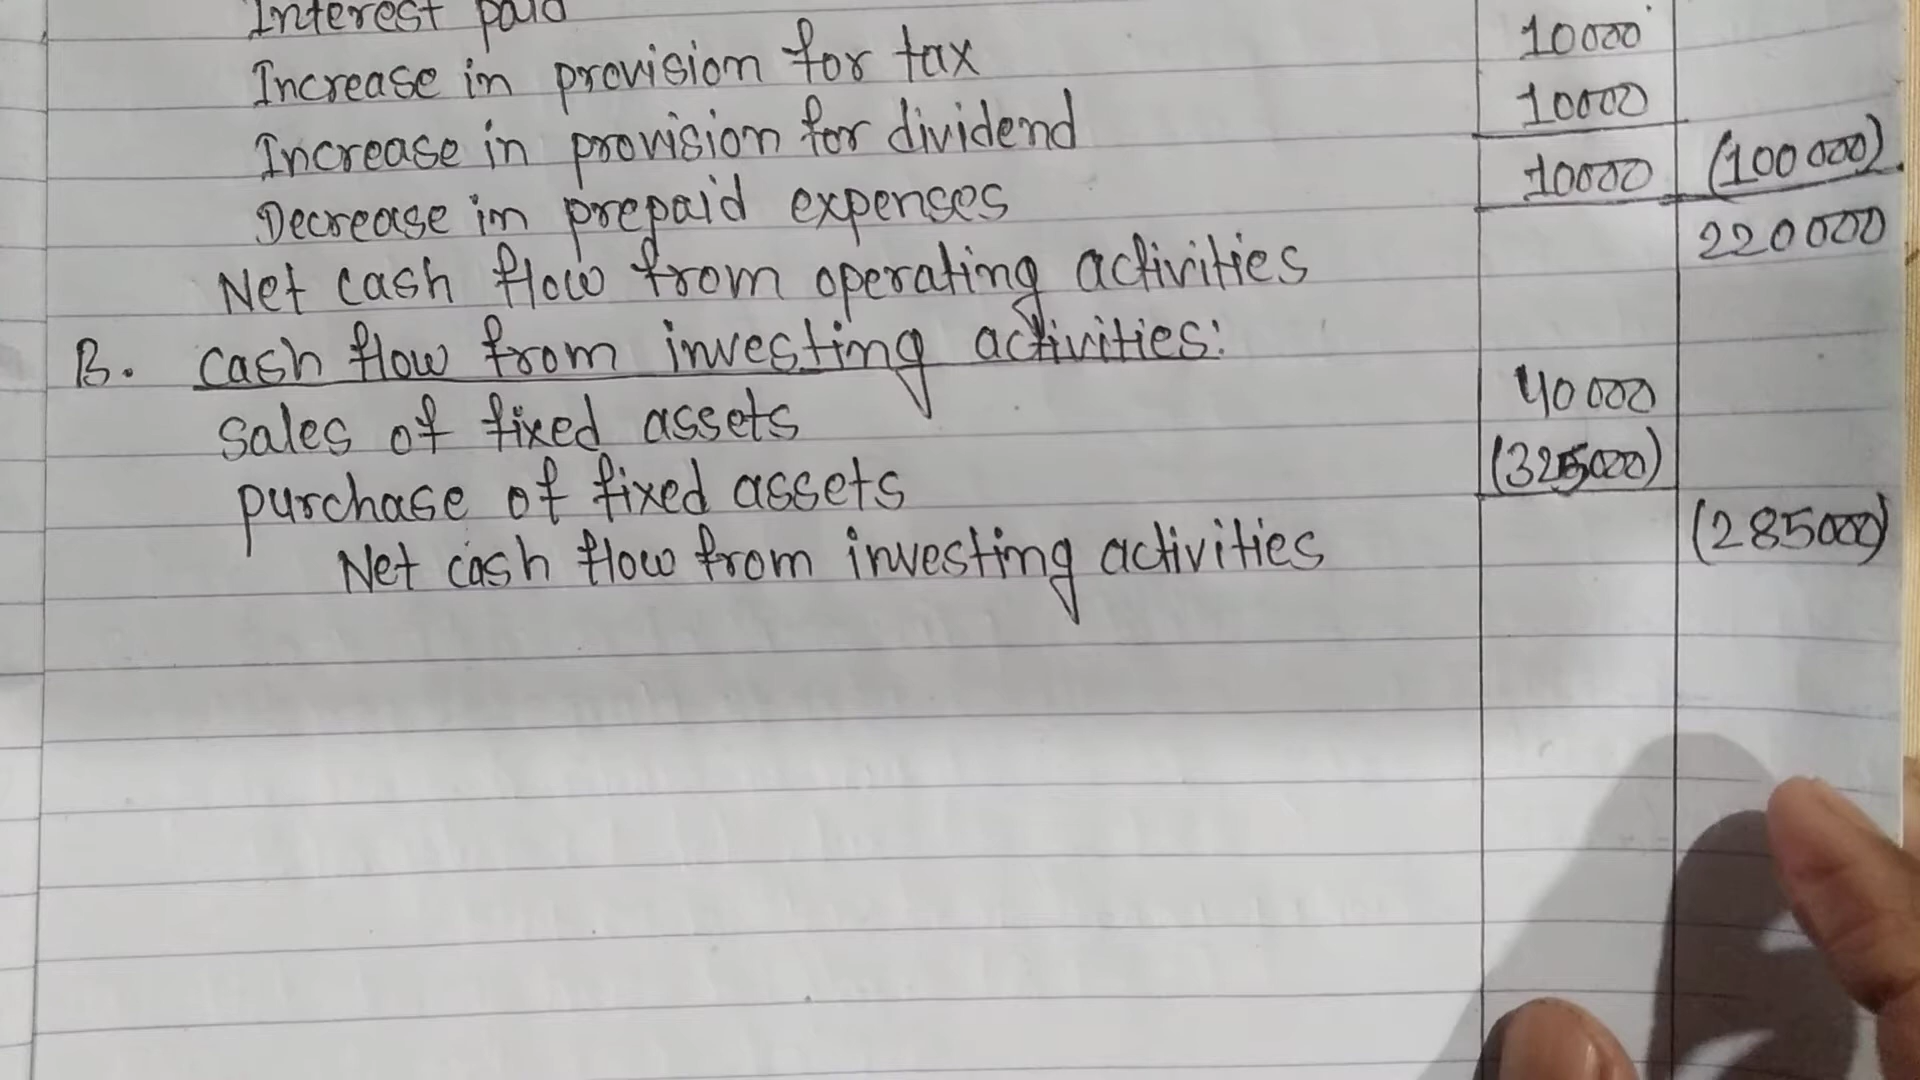 Interest paid
Increase in provision for tax 10000
Increase in provision for dividend 10000
Decrease in prepaid expenses 10000 (100000)
Net cash flow from operating activities 220000
B. cash flow from investing activities:
sales of fixed assets 40000
purchase of fixed assets (325000)
Net cash flow from investing activities (285000)